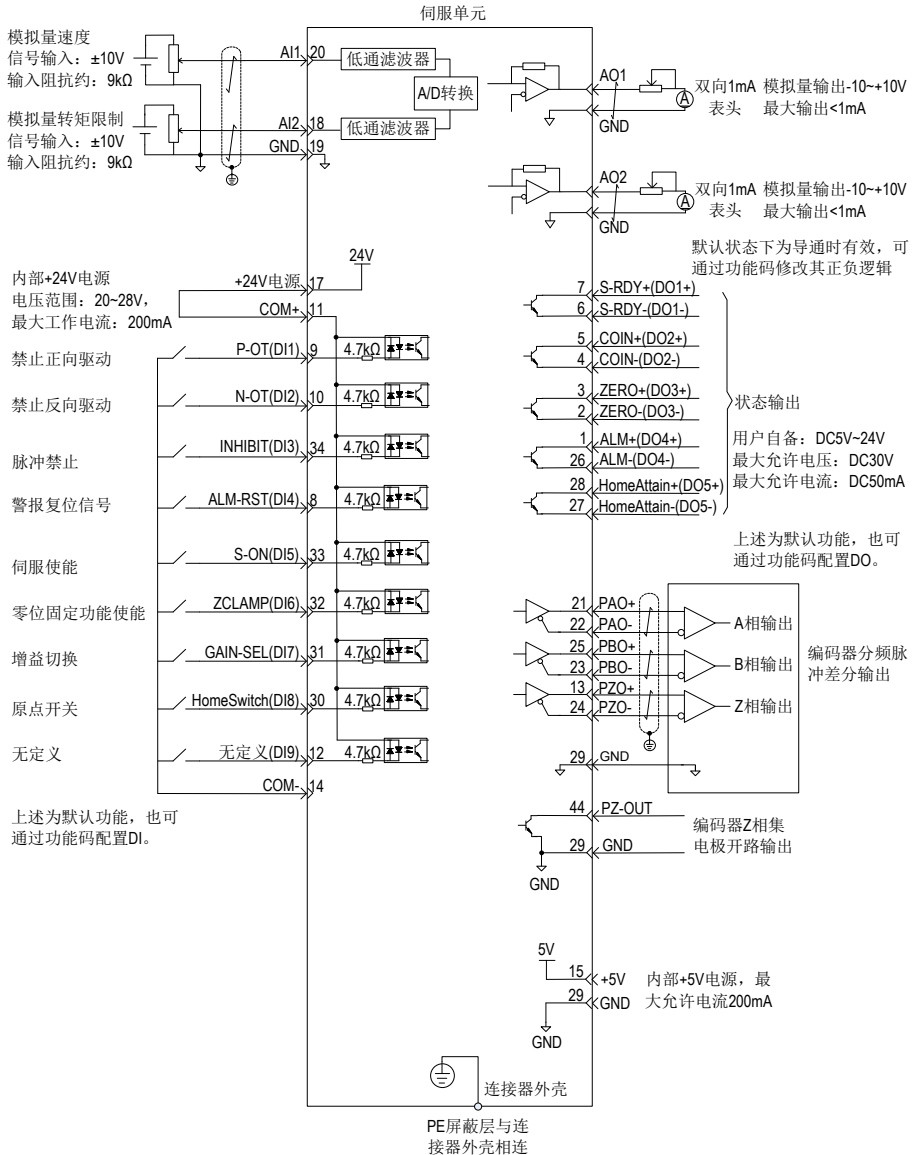 伺服单元
模拟量速度
信号输入：±10V
输入阻抗约：9kΩ
AI1
20
低通滤波器
A/D转换
模拟量转矩限制
信号输入：±10V
输入阻抗约：9kΩ
AI2
18
低通滤波器
GND
19
AO1
GND
A
双向1mA 模拟量输出-10~+10V
表头 最大输出<1mA
AO2
GND
A
双向1mA 模拟量输出-10~+10V
表头 最大输出<1mA
默认状态下为导通时有效，可
通过功能码修改其正负逻辑
24V
内部+24V电源
电压范围：20~28V，
最大工作电流：200mA
+24V电源
17
COM+
11
禁止正向驱动
P-OT(DI1)
9
4.7kΩ
禁止反向驱动
N-OT(DI2)
10
4.7kΩ
脉冲禁止
INHIBIT(DI3)
34
4.7kΩ
警报复位信号
ALM-RST(DI4)
8
4.7kΩ
伺服使能
S-ON(DI5)
33
4.7kΩ
零位固定功能使能
ZCLAMP(DI6)
32
4.7kΩ
增益切换
GAIN-SEL(DI7)
31
4.7kΩ
原点开关
HomeSwitch(DI8)
30
4.7kΩ
无定义
无定义(DI9)
12
4.7kΩ
COM-
14
上述为默认功能，也可
通过功能码配置DI。
7
S-RDY+(DO1+)
6
S-RDY-(DO1-)
5
COIN+(DO2+)
4
COIN-(DO2-)
3
ZERO+(DO3+)
2
ZERO-(DO3-)
1
ALM+(DO4+)
26
ALM-(DO4-)
28
HomeAttain+(DO5+)
27
HomeAttain-(DO5-)
状态输出
用户自备：DC5V~24V
最大允许电压：DC30V
最大允许电流：DC50mA
上述为默认功能，也可
通过功能码配置DO。
21
PAO+
22
PAO-
A相输出
25
PBO+
23
PBO-
B相输出
13
PZO+
24
PZO-
Z相输出
编码器分频脉
冲差分输出
29
GND
44
PZ-OUT
29
GND
GND
编码器Z相集
电极开路输出
5V
15
+5V
29
GND
GND
内部+5V电源，最
大允许电流200mA
连接器外壳
PE屏蔽层与连
接器外壳相连